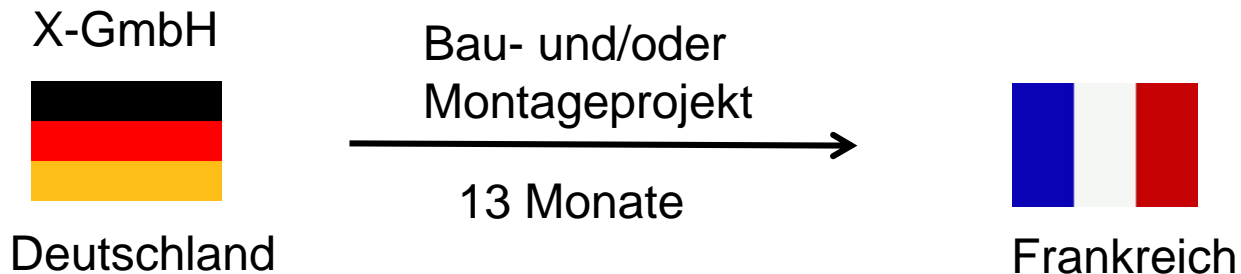 X-GmbH
Bau- und/oder
Montageprojekt
13 Monate
Deutschland
Frankreich